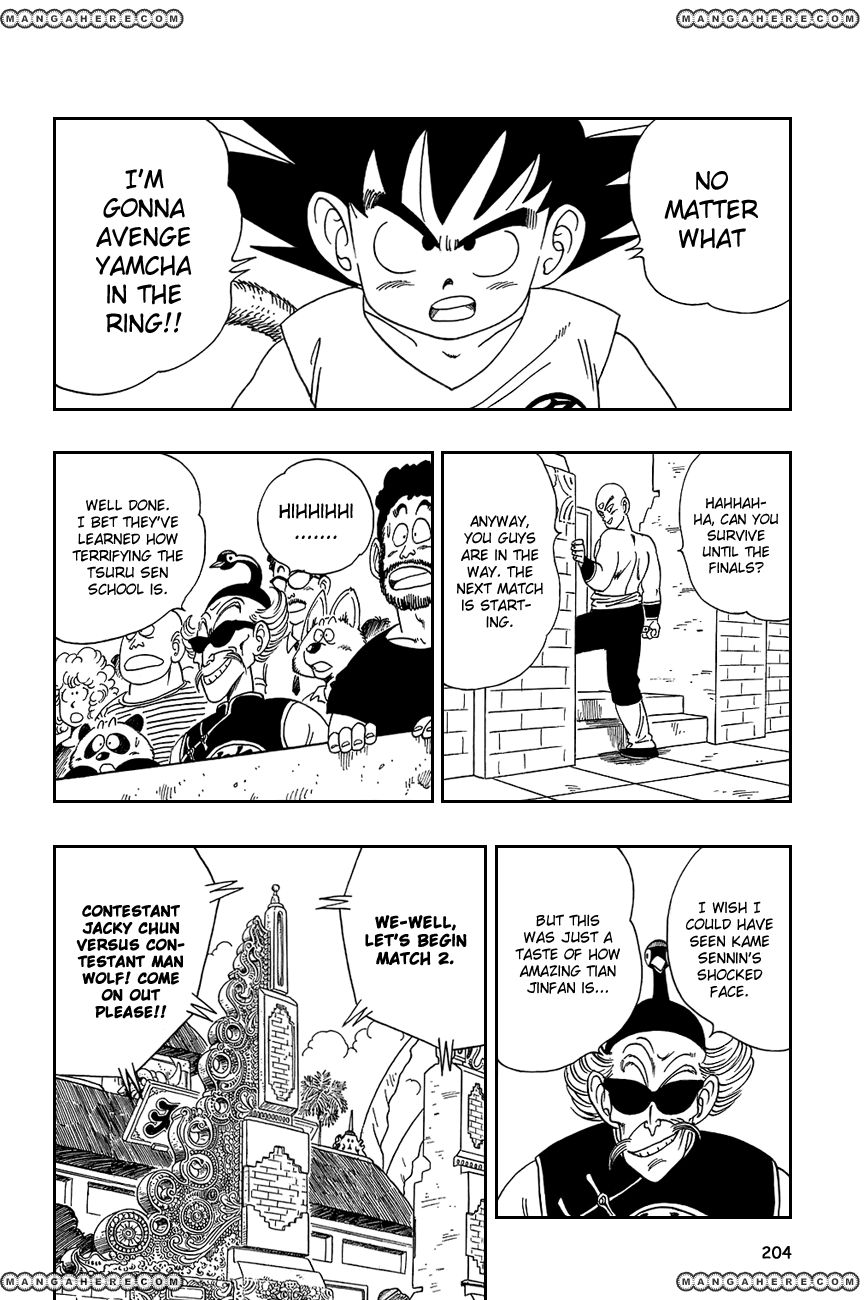 MANGAHERE.COM
MANGAHERE.COM
NO
MATTER
WHAT
I'M
GONNA
AVENGE
YAMCHA
IN THE
RING!!
HAHHAH-
HA, CAN YOU
SURVIVE
UNTIL THE
FINALS?
ANYWAY,
YOU GUYS
ARE IN THE
WAY. THE
NEXT MATCH
IS START-
ING.
HIHHIHHI
.......
WELL DONE.
I BET THEY'VE
LEARNED HOW
TERRIFYING THE
TSURU SEN
SCHOOL IS.
I WISH I
COULD HAVE
SEEN KAME
SENNIN'S
SHOCKED
FACE.
BUT THIS
WAS JUST A
TASTE OF HOW
AMAZING TIAN
JINFAN IS...
WE-WELL,
LET'S BEGIN
MATCH 2.
CONTESTANT
JACKY CHUN
VERSUS CON-
TESTANT MAN
WOLF! COME
ON OUT
PLEASE!!
204
MANGAHERE.COM
MANGAHERE.COM